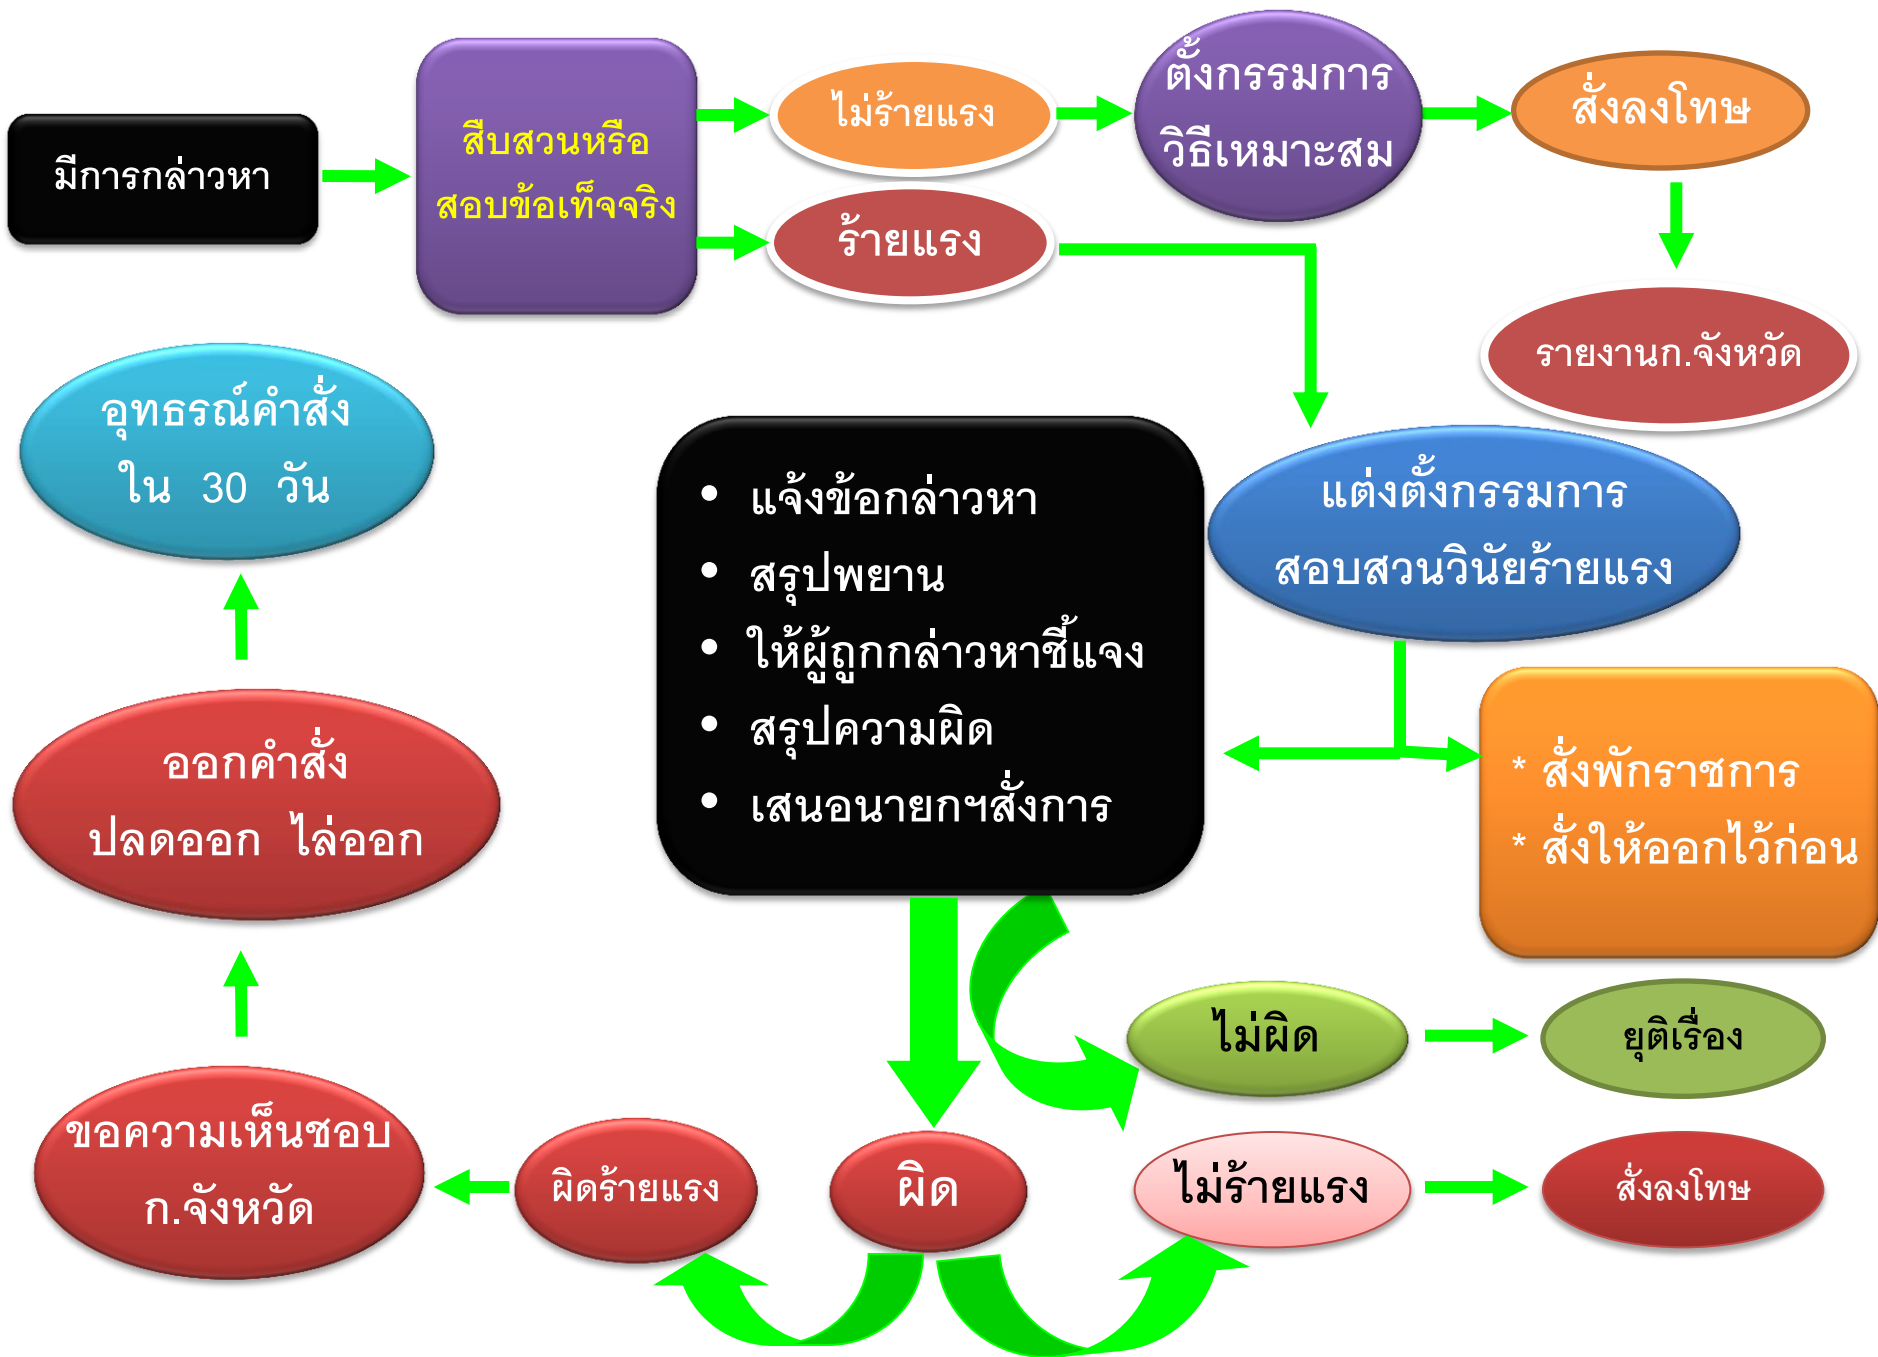 มีการกล่าวหา
สืบสวนหรือ
สอบข้อเท็จจริง
ไม่ร้ายแรง
ตั้งกรรมการ
วิธีเหมาะสม
สั่งลงโทษ
ร้ายแรง
รายงานก.จังหวัด
แต่งตั้งกรรมการ
สอบสวนวินัยร้ายแรง
• แจ้งข้อกล่าวหา
• สรุปพยาน
• ให้ผู้ถูกกล่าวหาชี้แจง
• สรุปความผิด
• เสนอนายกฯสั่งการ
* สั่งพักราชการ
* สั่งให้ออกไว้ก่อน
ไม่ผิด
ยุติเรื่อง
ผิด
ไม่ร้ายแรง
สั่งลงโทษ
ผิดร้ายแรง
ขอความเห็นชอบ
ก.จังหวัด
ออกคำสั่ง
ปลดออก ไล่ออก
อุทธรณ์คำสั่ง
ใน 30 วัน